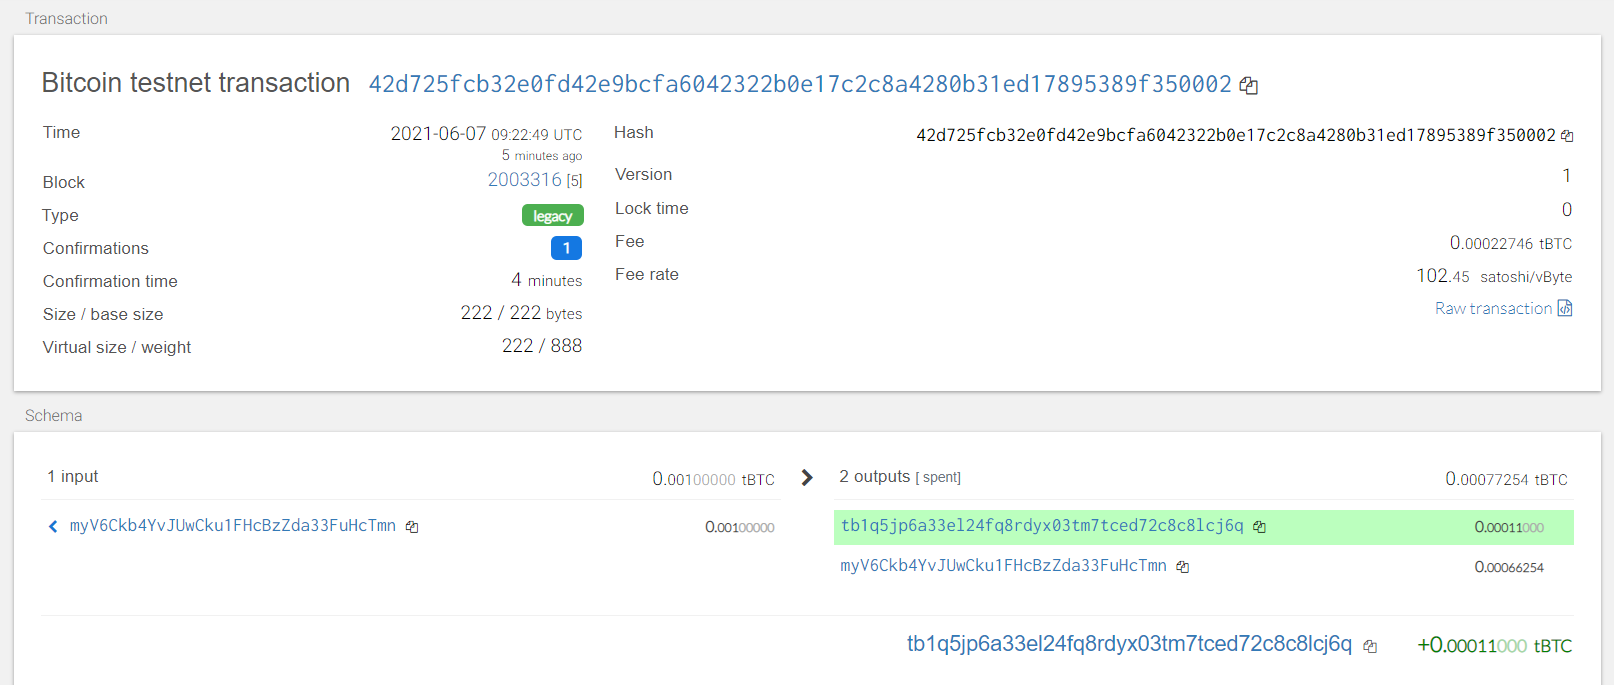 Transaction
Bitcoin testnet transaction 42d725fcb32e0fd42e9bcfa6042322b0e17c2c8a4280b31ed17895389f350002
Time 2021-06-07 09:22:49 UTC
5 minutes ago
Block 2003316 [5]
Type legacy
Confirmations 1
Confirmation time 4 minutes
Size / base size 222 / 222 bytes
Virtual size / weight 222 / 888
Hash 42d725fcb32e0fd42e9bcfa6042322b0e17c2c8a4280b31ed17895389f350002
Version 1
Lock time 0
Fee 0.00022746 tBTC
Fee rate 102.45 satoshi/vByte
Raw transaction
Schema
1 input 0.00100000 tBTC
myV6Ckb4YvJUwCku1FHcBzZda33FuHcTmn 0.00100000
2 outputs [ spent] 0.00077254 tBTC
tb1q5jp6a33el24fq8rdyx03tm7tced72c8c8lcj6q 0.00011000
myV6Ckb4YvJUwCku1FHcBzZda33FuHcTmn 0.00066254
tb1q5jp6a33el24fq8rdyx03tm7tced72c8c8lcj6q +0.00011000 tBTC